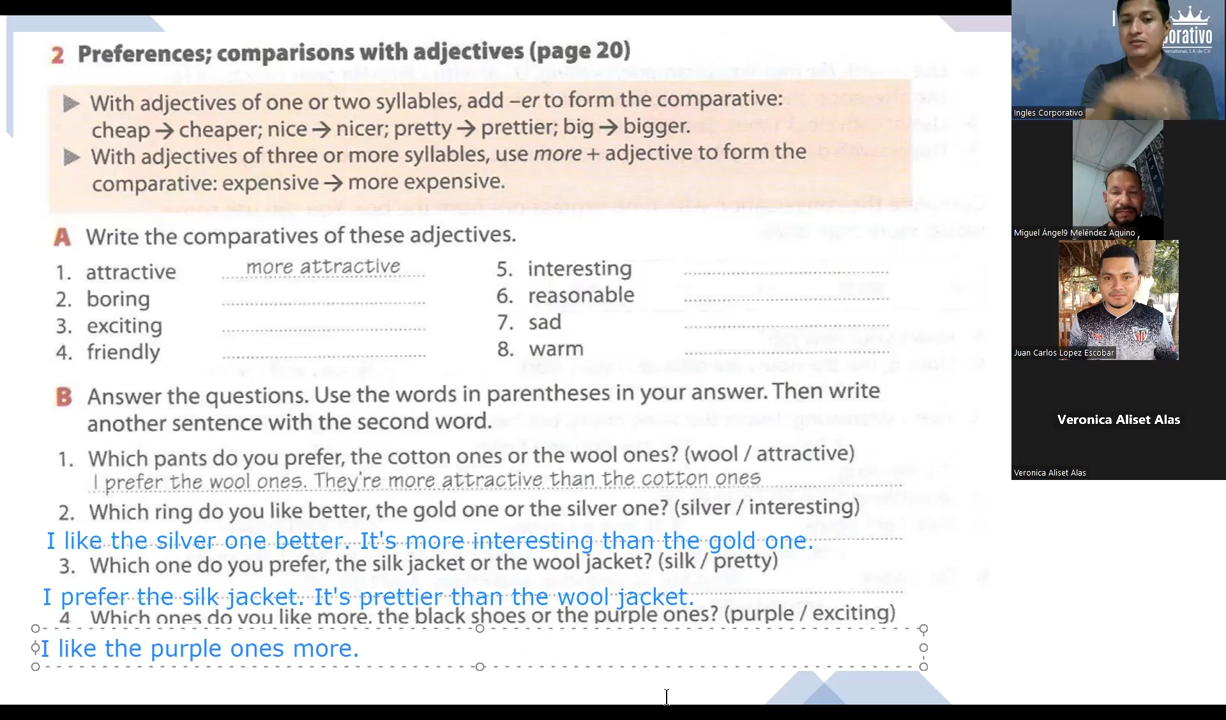 2 Preferences; comparisons with adjectives (page 20)
▶ With adjectives of one or two syllables, add –er to form the comparative:
cheap → cheaper; nice → nicer; pretty → prettier; big → bigger.
▶ With adjectives of three or more syllables, use more + adjective to form the
comparative: expensive → more expensive.
A Write the comparatives of these adjectives.
1. attractive more attractive
2. boring
3. exciting
4. friendly
5. interesting
6. reasonable
7. sad
8. warm
B Answer the questions. Use the words in parentheses in your answer. Then write
another sentence with the second word.
1. Which pants do you prefer, the cotton ones or the wool ones? (wool / attractive)
I prefer the wool ones. They're more attractive than the cotton ones
2. Which ring do you like better, the gold one or the silver one? (silver / interesting)
I like the silver one better. It's more interesting than the gold one.
3. Which one do you prefer, the silk jacket or the wool jacket? (silk / pretty)
I prefer the silk jacket. It's prettier than the wool jacket.
4 Which ones do you like more, the black shoes or the purple ones? (purple / exciting)
I like the purple ones more.
Ingles Corporativo
Miguel Ángel9 Meléndez Aquino
Juan Carlos Lopez Escobar
Veronica Aliset Alas
Veronica Aliset Alas